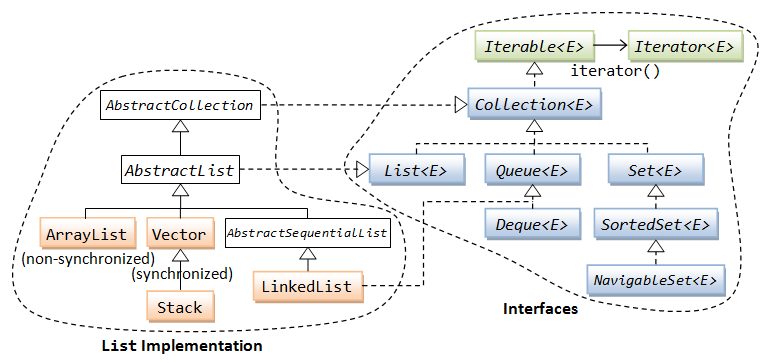 Iterable<E>
Iterator<E>
iterator()
AbstractCollection
Collection<E>
AbstractList
List<E>
Queue<E>
Set<E>
ArrayList
Vector
AbstractSequentialList
Deque<E>
SortedSet<E>
(non-synchronized)
(synchronized)
LinkedList
NavigableSet<E>
Stack
Interfaces
List Implementation